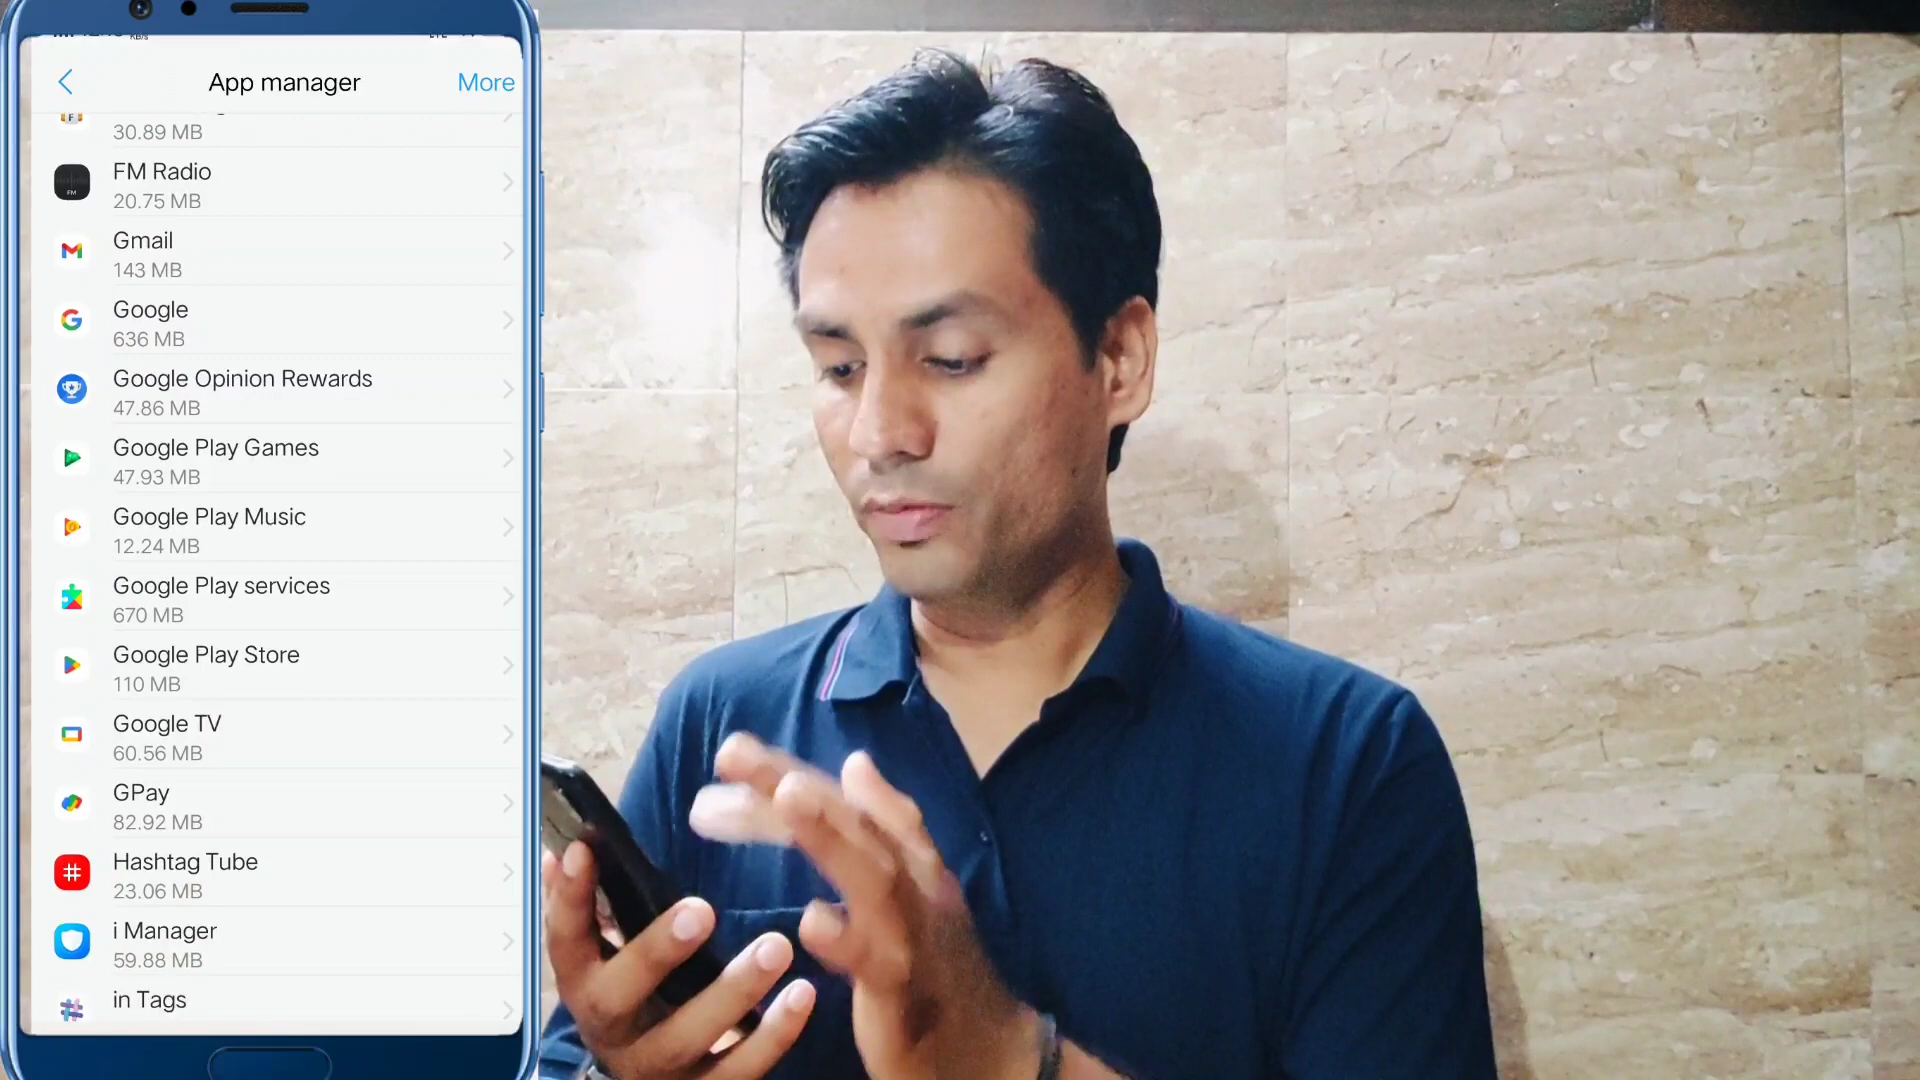 KB/s
LTE
App manager
More
30.89 MB
FM Radio
20.75 MB
Gmail
143 MB
Google
636 MB
Google Opinion Rewards
47.86 MB
Google Play Games
47.93 MB
Google Play Music
12.24 MB
Google Play services
670 MB
Google Play Store
110 MB
Google TV
60.56 MB
GPay
82.92 MB
Hashtag Tube
23.06 MB
i Manager
59.88 MB
in Tags